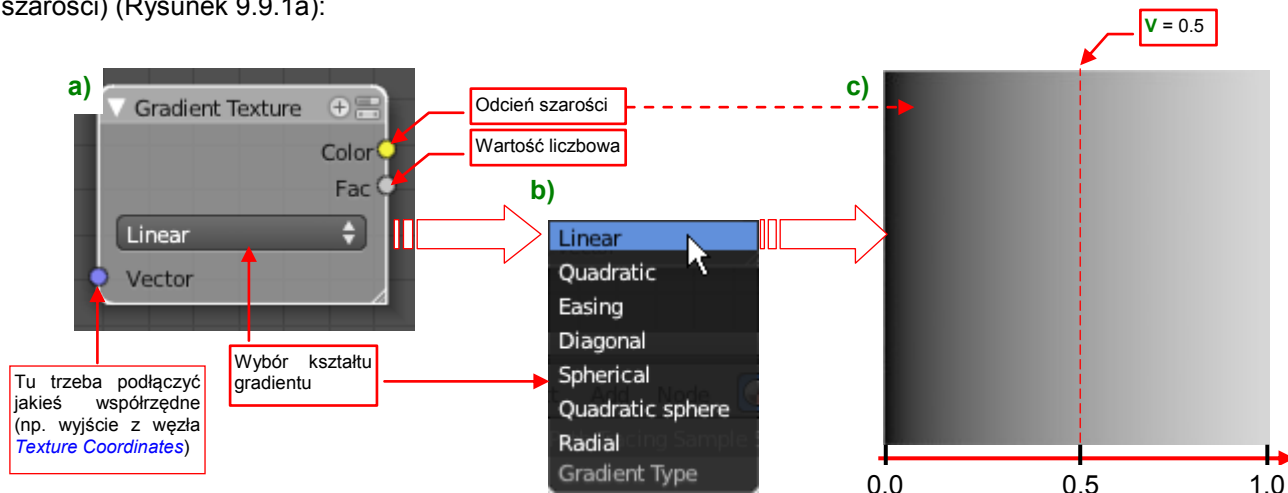 szarości) (Rysunek 9.9.1a):
V = 0.5
a)
Gradient Texture
Color
Fac
Linear
Vector
Odcień szarości
Wartość liczbowa
Tu trzeba podłączyć
jakieś współrzędne
(np. wyjście z węzła
Texture Coordinates)
Wybór kształtu
gradientu
b)
Linear
Quadratic
Easing
Diagonal
Spherical
Quadratic sphere
Radial
Gradient Type
c)
0.0
0.5
1.0